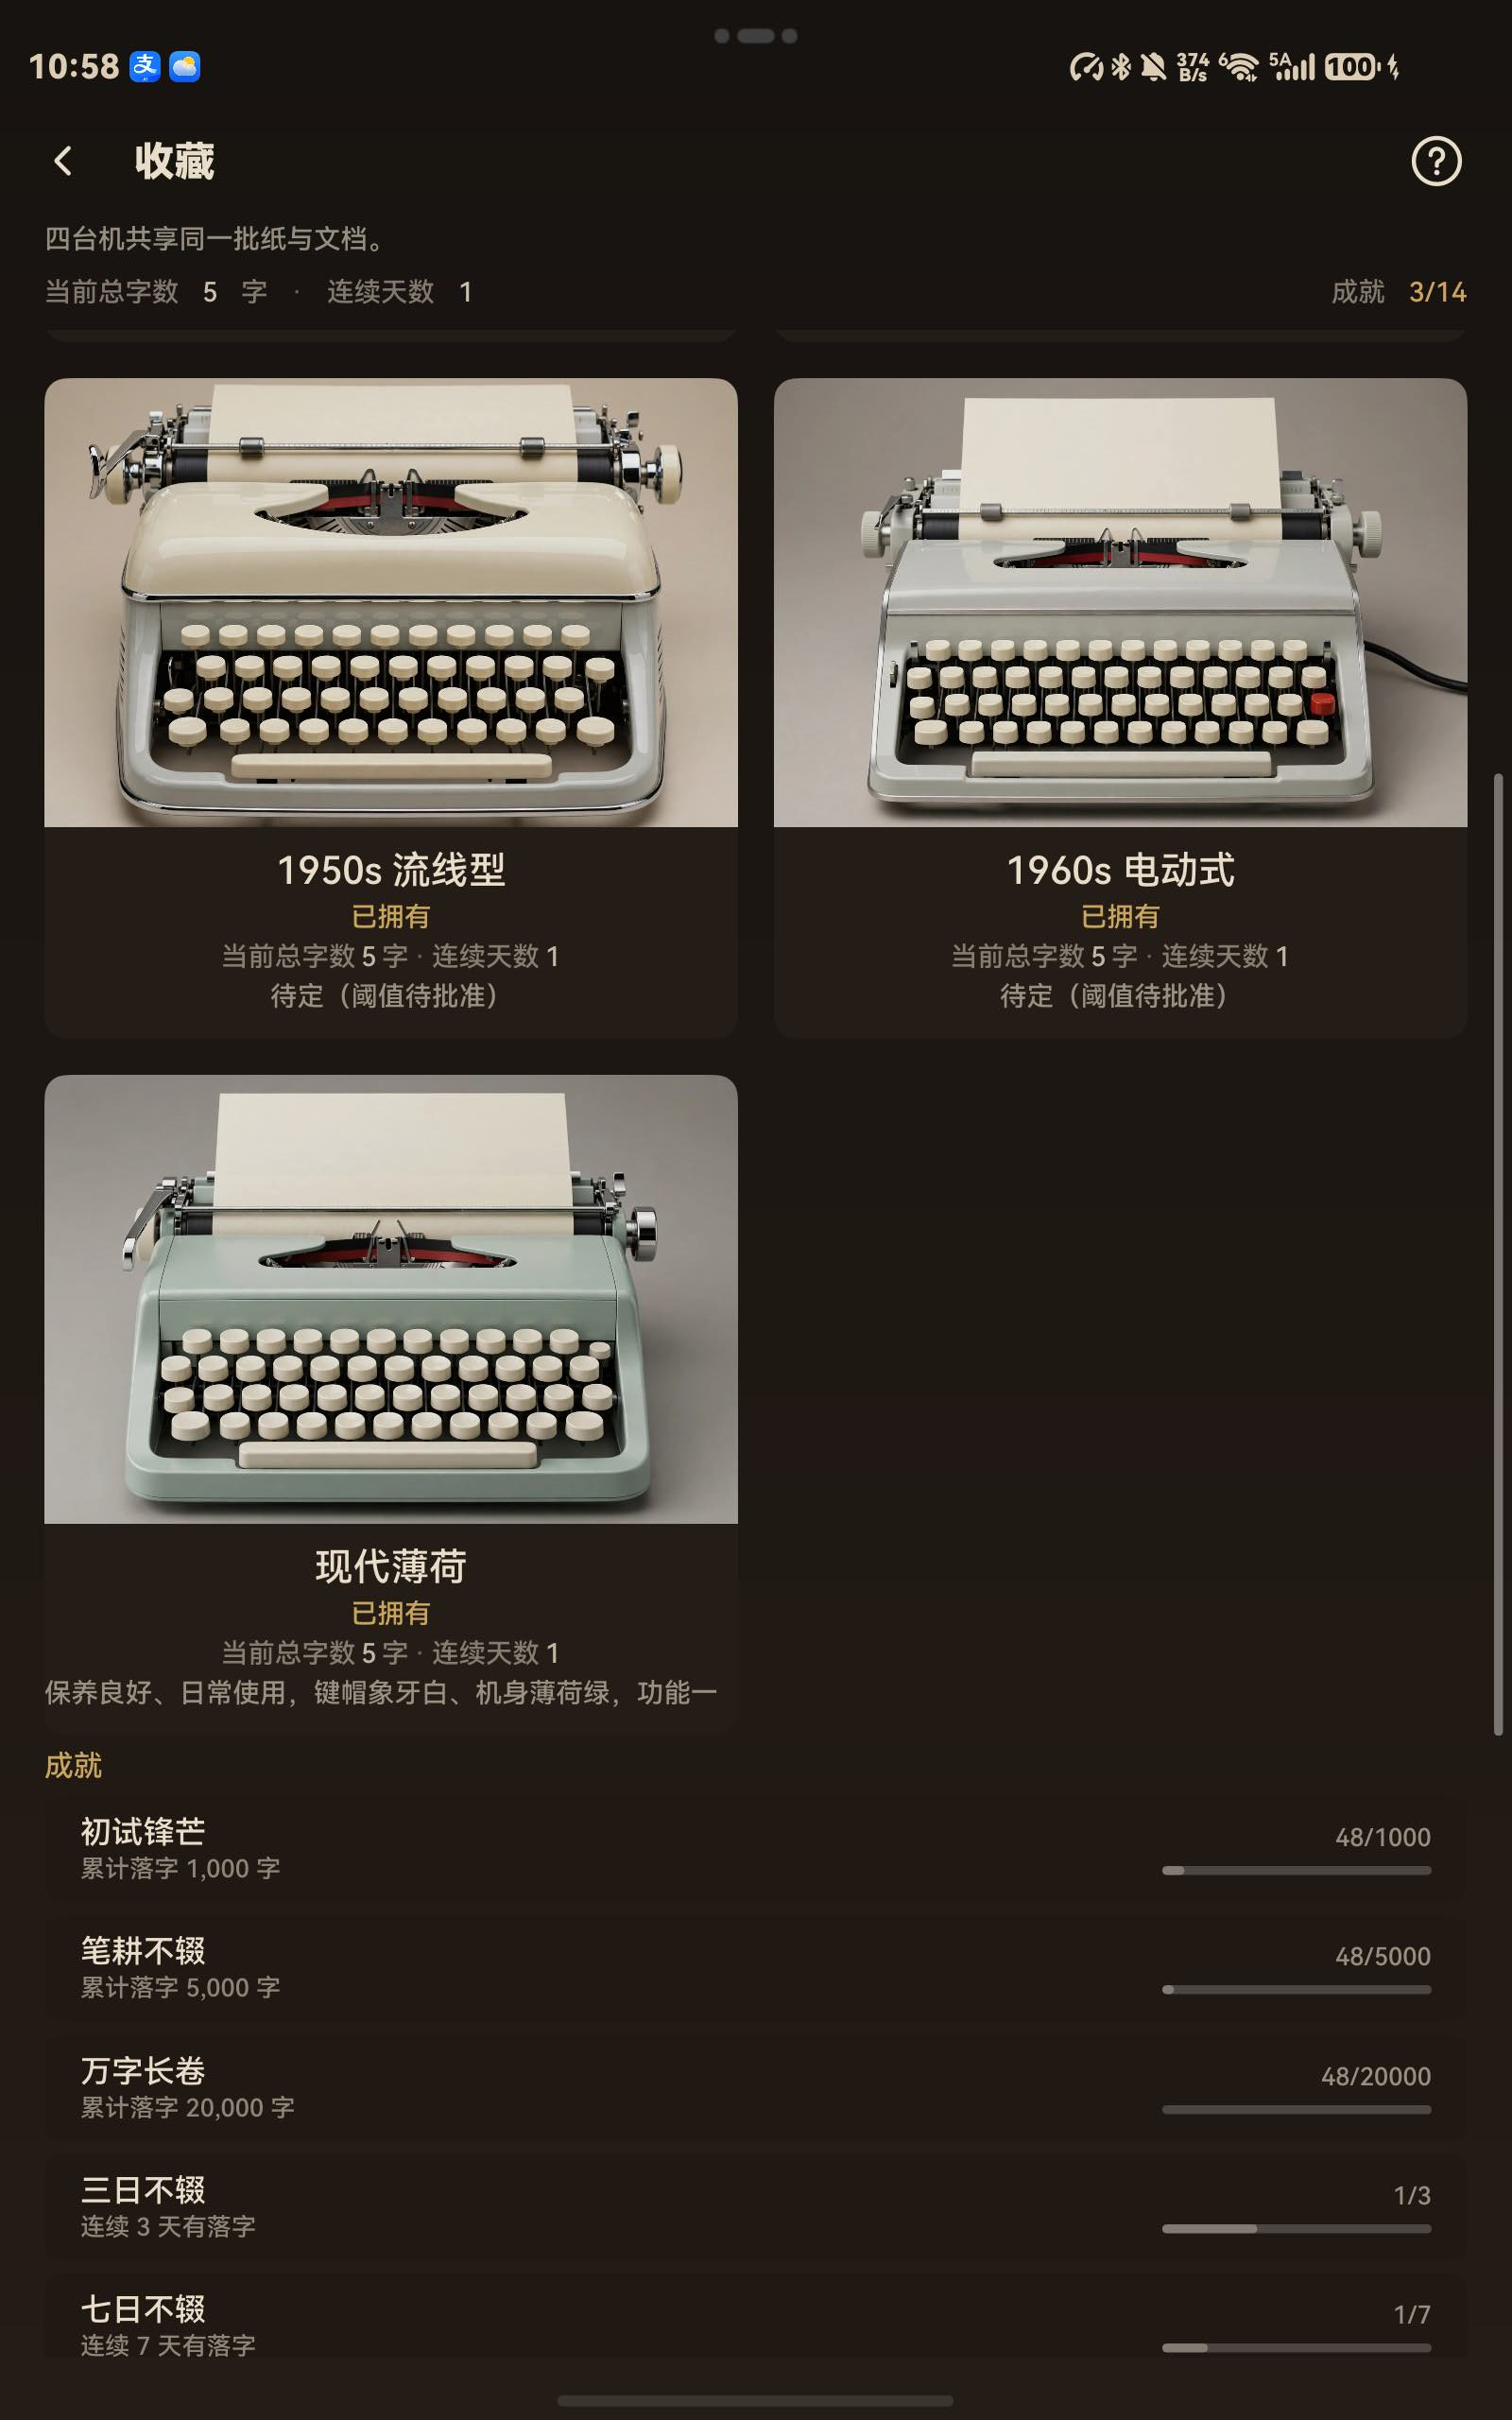 10:58
374 B/s
6
5A
100
收藏
四台机共享同一批纸与文档。
当前总字数 5 字 · 连续天数 1
成就 3/14
1950s 流线型
已拥有
当前总字数 5 字 · 连续天数 1
待定（阈值待批准）
1960s 电动式
已拥有
当前总字数 5 字 · 连续天数 1
待定（阈值待批准）
现代薄荷
已拥有
当前总字数 5 字 · 连续天数 1
保养良好、日常使用，键帽象牙白、机身薄荷绿，功能一
成就
初试锋芒
48/1000
累计落字 1,000 字
笔耕不辍
48/5000
累计落字 5,000 字
万字长卷
48/20000
累计落字 20,000 字
三日不辍
1/3
连续 3 天有落字
七日不辍
1/7
连续 7 天有落字